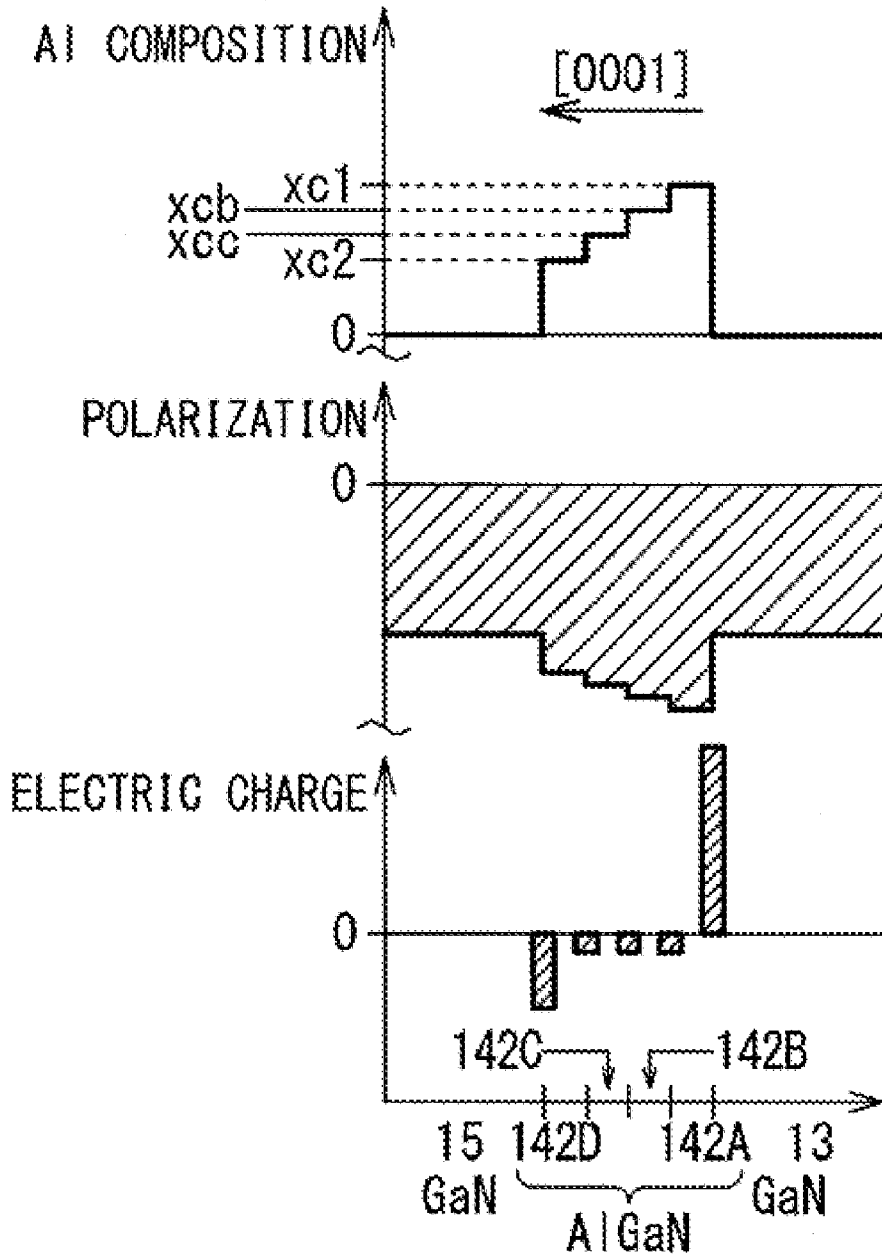 Al COMPOSITION
[0001]
xc1
xcb
xcc
xc2
0
POLARIZATION
0
ELECTRIC CHARGE
0
142C 142B
15 142D 142A 13
GaN GaN
AlGaN